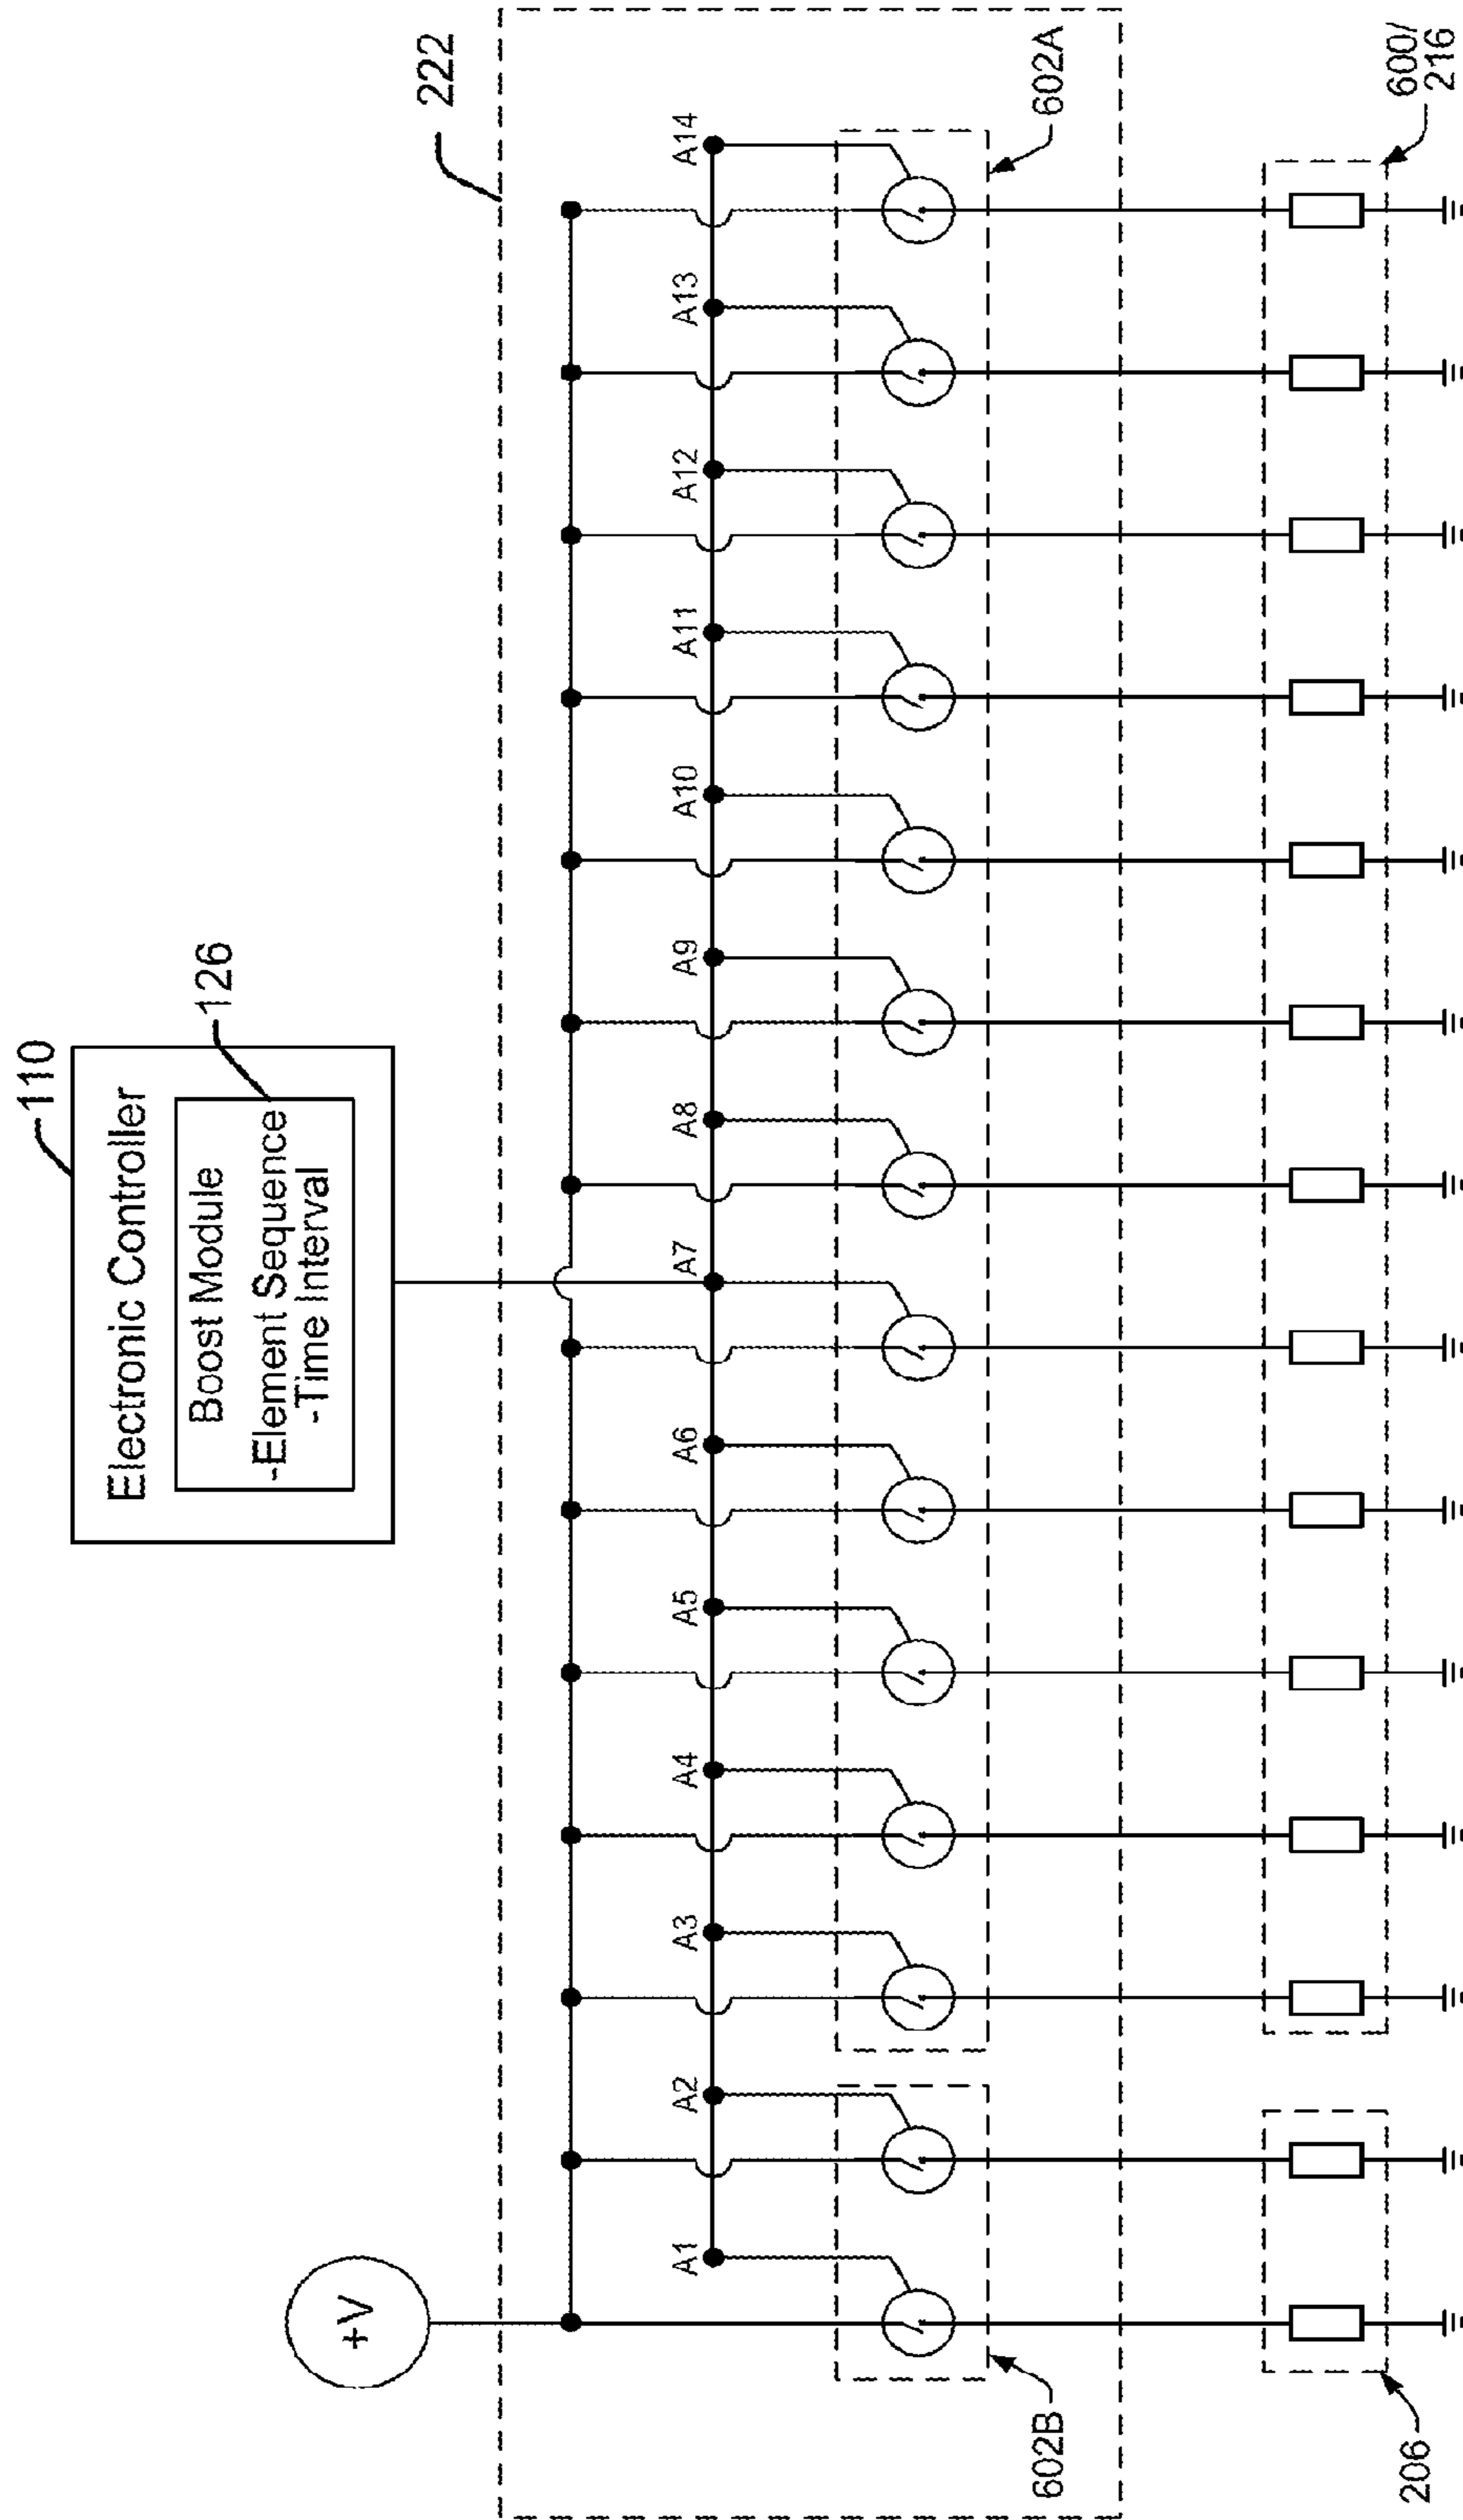 110
Electronic Controller
126
Boost Module
-Element Sequence
-Time Interval
+V
222
A1
A2
A3
A4
A5
A6
A7
A8
A9
A10
A11
A12
A13
A14
602B
602A
206
600/
216